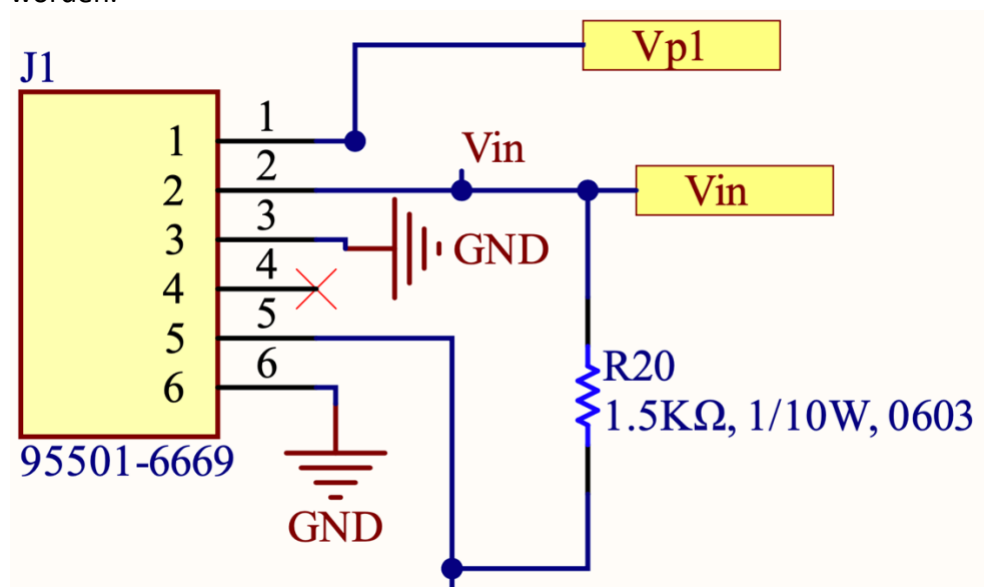 worden.
Vp1
J1
1 1
2 2
Vin
Vin
3 3
GND
4 4
5 5
6 6
R20
1.5KΩ, 1/10W, 0603
95501-6669
GND